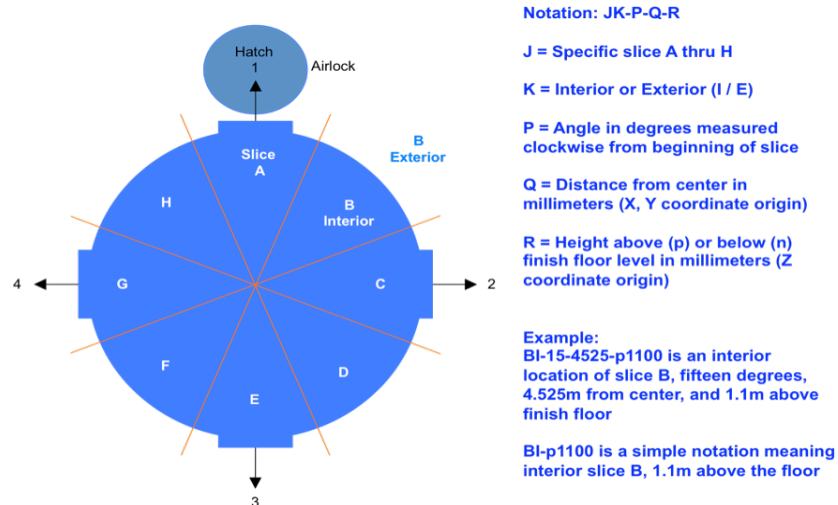 Hatch
1
Airlock
B
Exterior
Slice
A
B
Interior
H
G
C
4
2
F
D
E
3
Notation: JK-P-Q-R
J = Specific slice A thru H
K = Interior or Exterior (I / E)
P = Angle in degrees measured
clockwise from beginning of slice
Q = Distance from center in
millimeters (X, Y coordinate origin)
R = Height above (p) or below (n)
finish floor level in millimeters (Z
coordinate origin)
Example:
BI-15-4525-p1100 is an interior
location of slice B, fifteen degrees,
4.525m from center, and 1.1m above
finish floor
BI-p1100 is a simple notation meaning
interior slice B, 1.1m above the floor